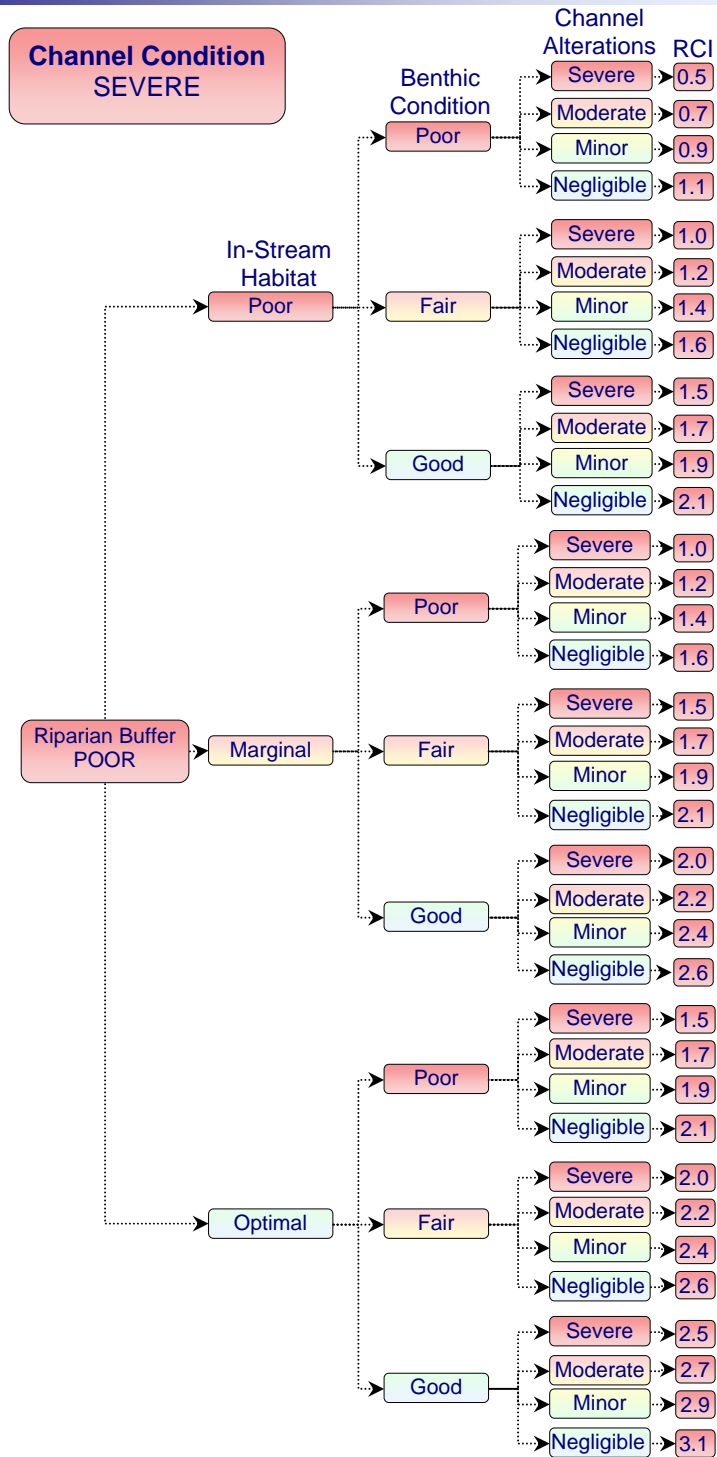 Channel Condition
SEVERE
Channel
Alterations
RCI
Benthic
Condition
In-Stream
Habitat
Riparian Buffer
POOR
Poor
Poor
Severe 0.5
Moderate 0.7
Minor 0.9
Negligible 1.1
Fair
Severe 1.0
Moderate 1.2
Minor 1.4
Negligible 1.6
Good
Severe 1.5
Moderate 1.7
Minor 1.9
Negligible 2.1
Marginal
Poor
Severe 1.0
Moderate 1.2
Minor 1.4
Negligible 1.6
Fair
Severe 1.5
Moderate 1.7
Minor 1.9
Negligible 2.1
Good
Severe 2.0
Moderate 2.2
Minor 2.4
Negligible 2.6
Optimal
Poor
Severe 1.5
Moderate 1.7
Minor 1.9
Negligible 2.1
Fair
Severe 2.0
Moderate 2.2
Minor 2.4
Negligible 2.6
Good
Severe 2.5
Moderate 2.7
Minor 2.9
Negligible 3.1